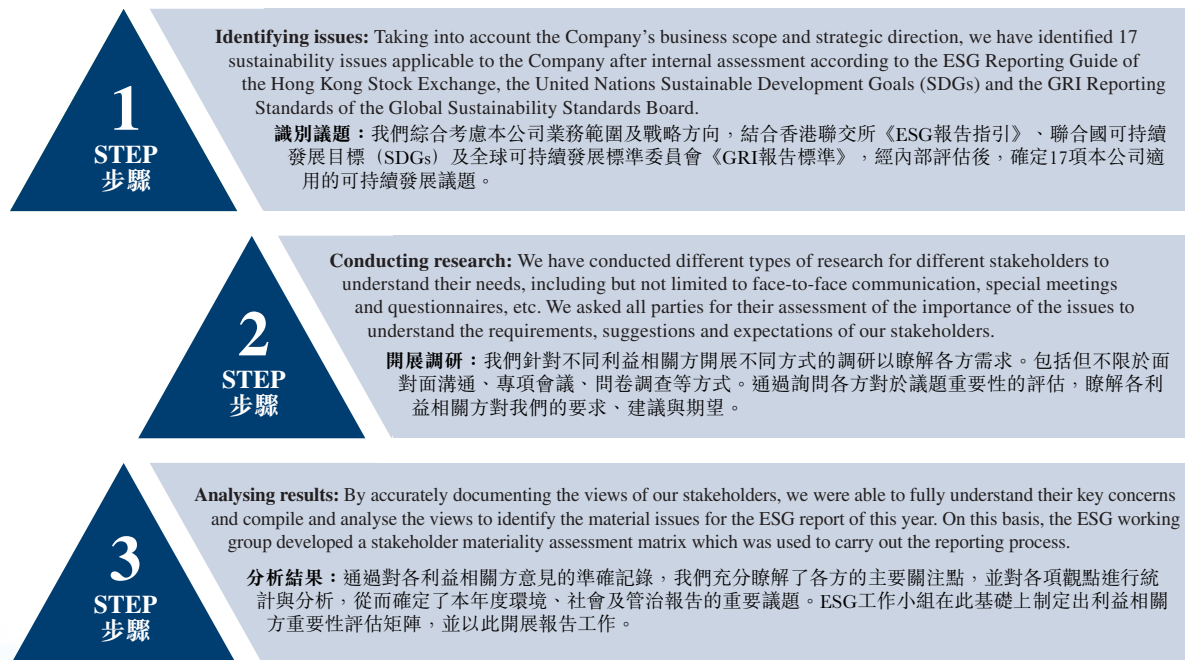 1
STEP
步驟
Identifying issues: Taking into account the Company's business scope and strategic direction, we have identified 17
sustainability issues applicable to the Company after internal assessment according to the ESG Reporting Guide of
the Hong Kong Stock Exchange, the United Nations Sustainable Development Goals (SDGs) and the GRI Reporting
Standards of the Global Sustainability Standards Board.
識別議題：我們綜合考慮本公司業務範圍及戰略方向，結合香港聯交所《ESG報告指引》、聯合國可持續
發展目標（SDGs）及全球可持續發展標準委員會《GRI報告標準》，經內部評估後，確定17項本公司適
用的可持續發展議題。
2
STEP
步驟
Conducting research: We have conducted different types of research for different stakeholders to
understand their needs, including but not limited to face-to-face communication, special meetings
and questionnaires, etc. We asked all parties for their assessment of the importance of the issues to
understand the requirements, suggestions and expectations of our stakeholders.
開展調研：我們針對不同利益相關方開展不同方式的調研以瞭解各方需求。包括但不限於面
對面溝通、專項會議、問卷調查等方式。通過詢問各方對於議題重要性的評估，瞭解各利
益相關方對我們的要求、建議與期望。
3
STEP
步驟
Analysing results: By accurately documenting the views of our stakeholders, we were able to fully understand their key concerns
and compile and analyse the views to identify the material issues for the ESG report of this year. On this basis, the ESG working
group developed a stakeholder materiality assessment matrix which was used to carry out the reporting process.
分析結果：通過對各利益相關方意見的準確記錄，我們充分瞭解了各方的主要關注點，並對各項觀點進行統
計與分析，從而確定了本年度環境、社會及管治報告的重要議題。ESG工作小組在此基礎上制定出利益相關
方重要性評估矩陣，並以此開展報告工作。